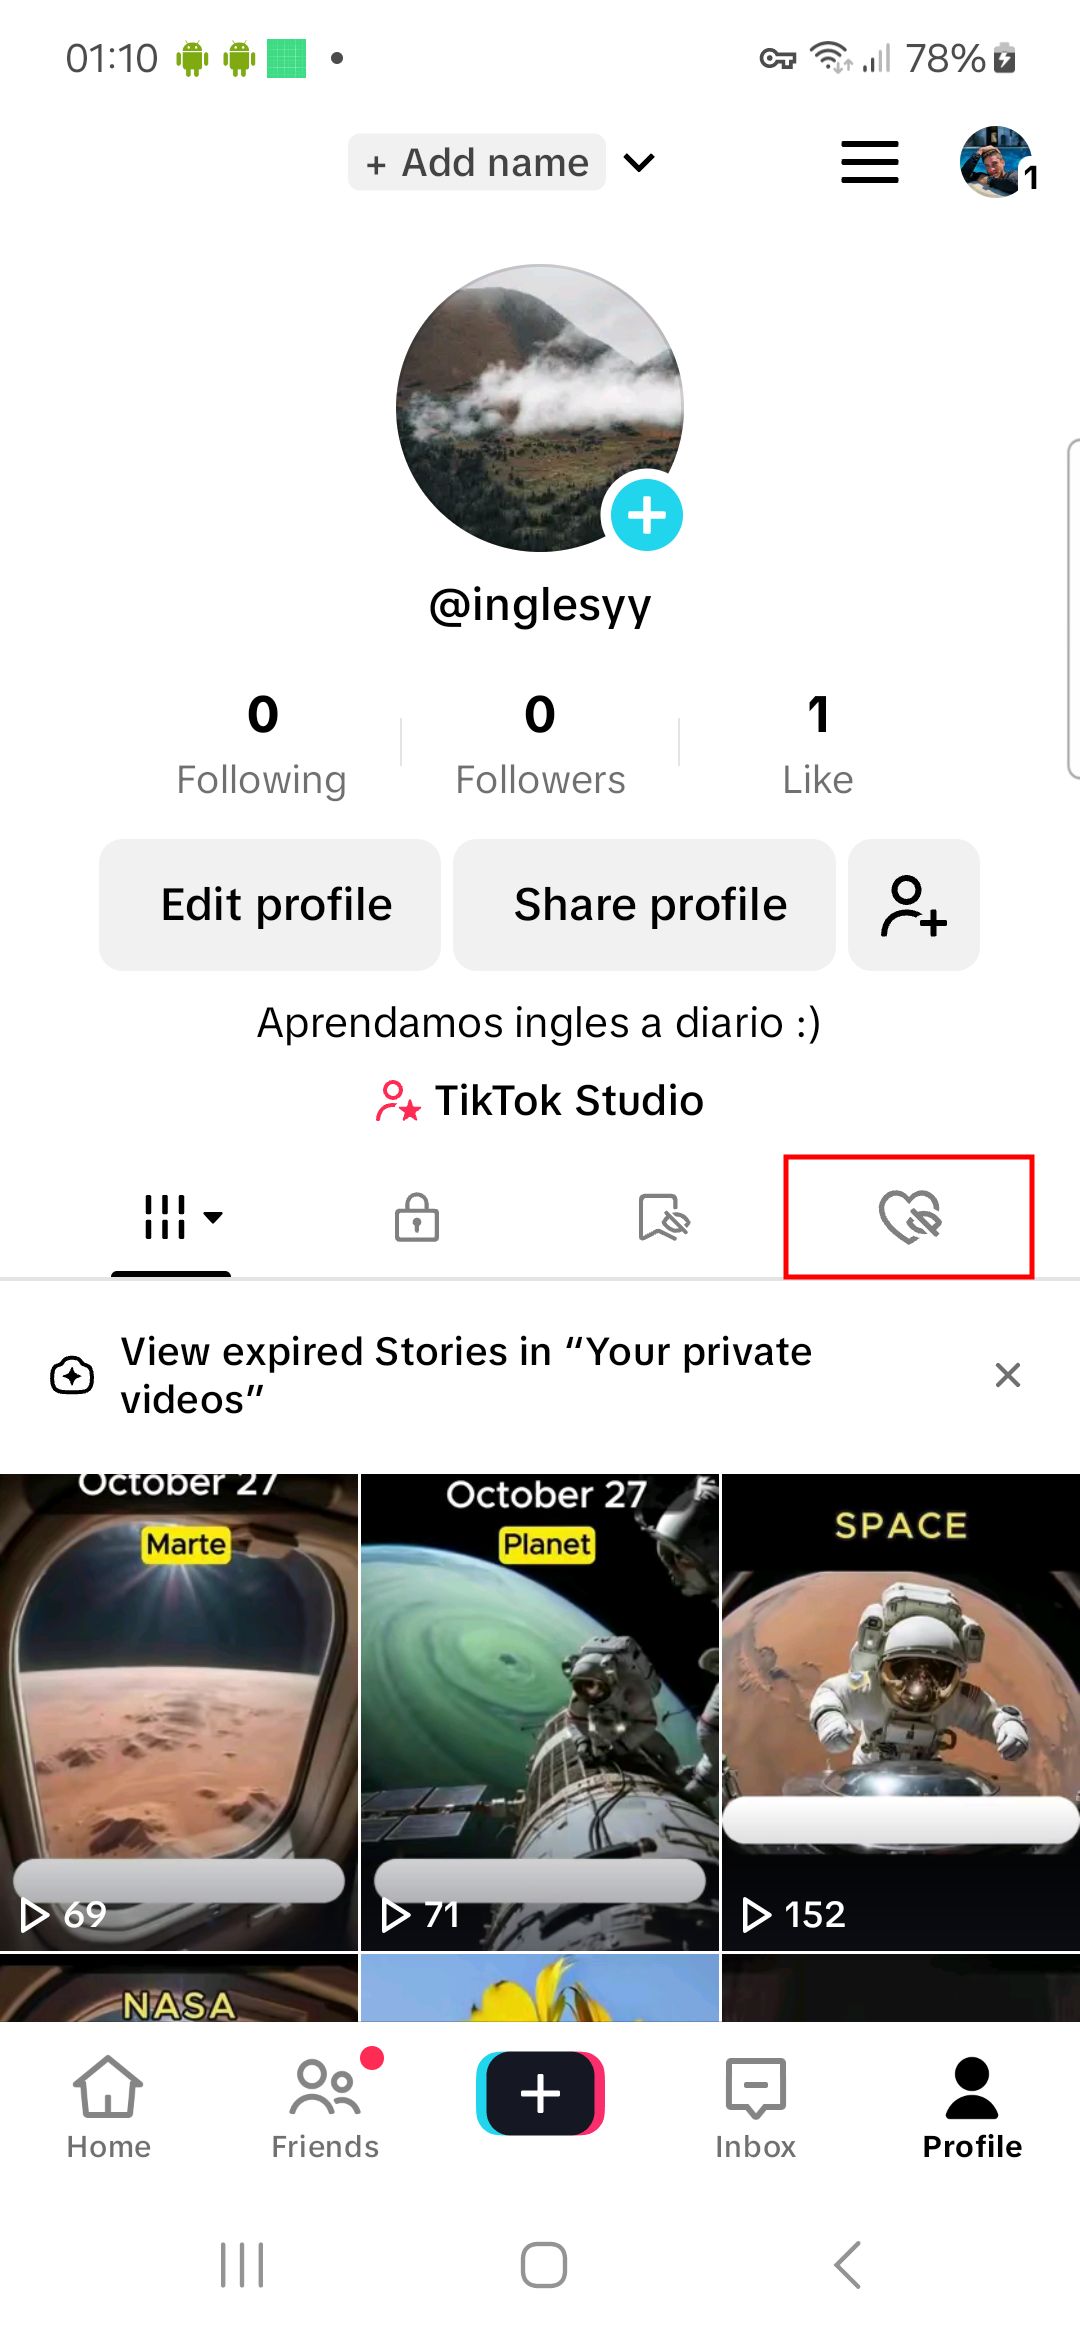 01:10
78%
+ Add name
1
@inglesyy
0 0 1
Following Followers Like
Edit profile Share profile
Aprendamos ingles a diario :)
TikTok Studio
View expired Stories in “Your private
videos”
October 27
Marte
69
October 27
Planet
71
SPACE
152
NASA
Home Friends Inbox Profile